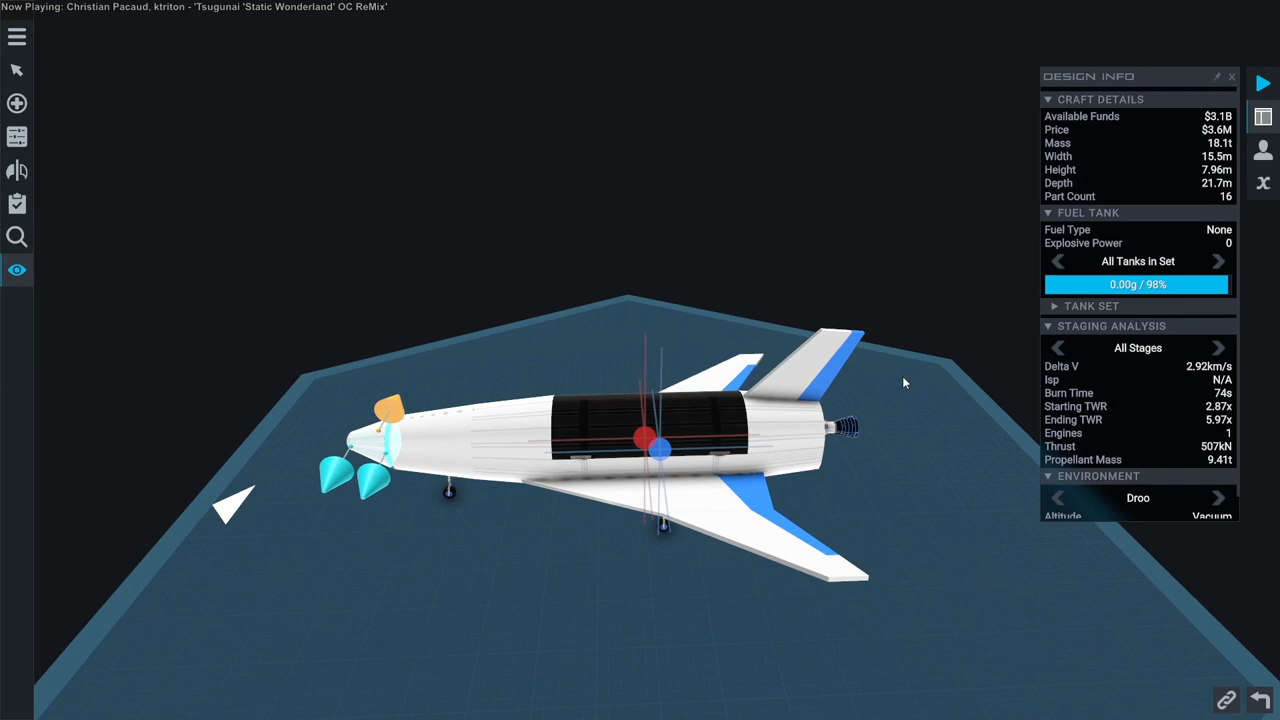 Now Playing: Christian Pacaud, ktriton - 'Tsugunai 'Static Wonderland' OC ReMix'
DESIGN INFO
CRAFT DETAILS
Available Funds $3.1B
Price $3.6M
Mass 18.1t
Width 15.5m
Height 7.96m
Depth 21.7m
Part Count 16
FUEL TANK
Fuel Type None
Explosive Power 0
All Tanks in Set
0.00g / 98%
TANK SET
STAGING ANALYSIS
All Stages
Delta V 2.92km/s
Isp N/A
Burn Time 74s
Starting TWR 2.87x
Ending TWR 5.97x
Engines 1
Thrust 507kN
Propellant Mass 9.41t
ENVIRONMENT
Droo
Altitude Vacuum